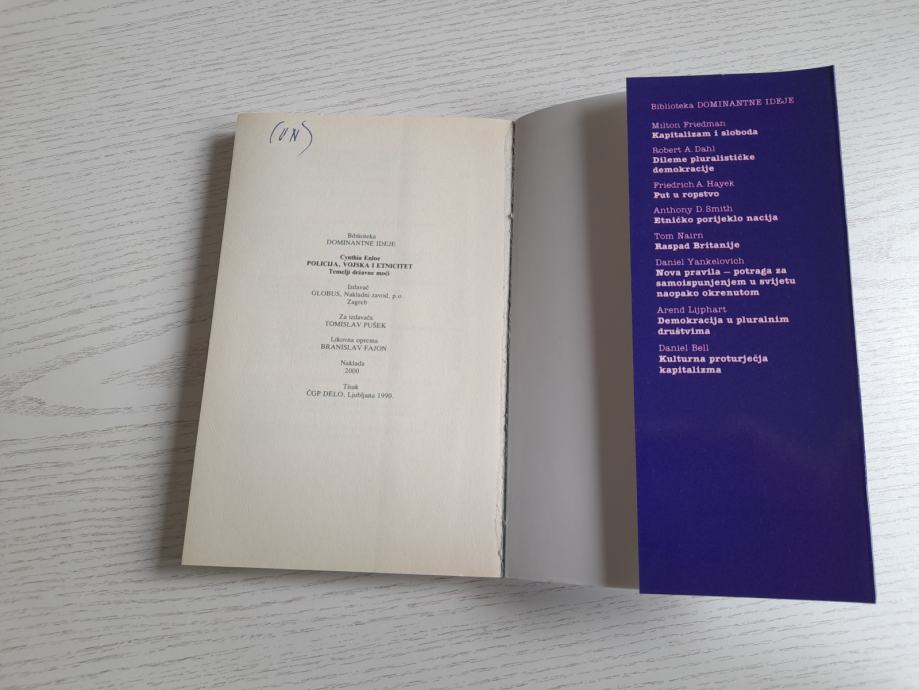 (UN)
Biblioteka
DOMINANTNE IDEJE
Cynthia Enloe
POLICIJA, VOJSKA I ETNICITET
Temelji državne moći
Izdavač
GLOBUS, Nakladni zavod, p.o.
Zagreb
Za izdavača
TOMISLAV PUŠEK
Likovna oprema
BRANISLAV FAJON
Naklada
2000
Tisak
ČGP DELO, Ljubljana 1990.
Biblioteka DOMINANTNE IDEJE
Milton Friedman
Kapitalizam i sloboda
Robert A. Dahl
Dileme pluralističke
demokracije
Friedrich A. Hayek
Put u ropstvo
Anthony D. Smith
Etničko porijeklo nacija
Tom Nairn
Raspad Britanije
Daniel Yankelovich
Nova pravila – potraga za
samoispunjenjem u svijetu
naopako okrenutom
Arend Lijphart
Demokracija u pluralnim
društvima
Daniel Bell
Kulturna proturječja
kapitalizma